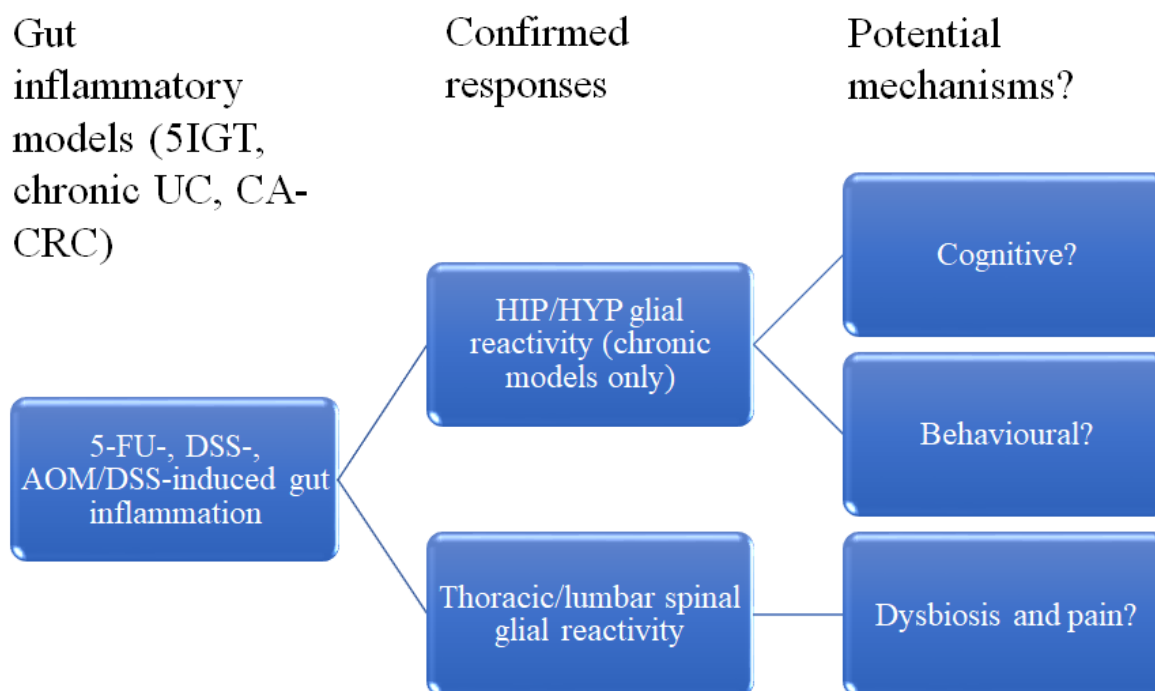 Gut
inflammatory
models (5IGT,
chronic UC, CA-
CRC)
Confirmed
responses
Potential
mechanisms?
5-FU-, DSS-,
AOM/DSS-induced gut
inflammation
HIP/HYP glial
reactivity (chronic
models only)
Thoracic/lumbar spinal
glial reactivity
Cognitive?
Behavioural?
Dysbiosis and pain?